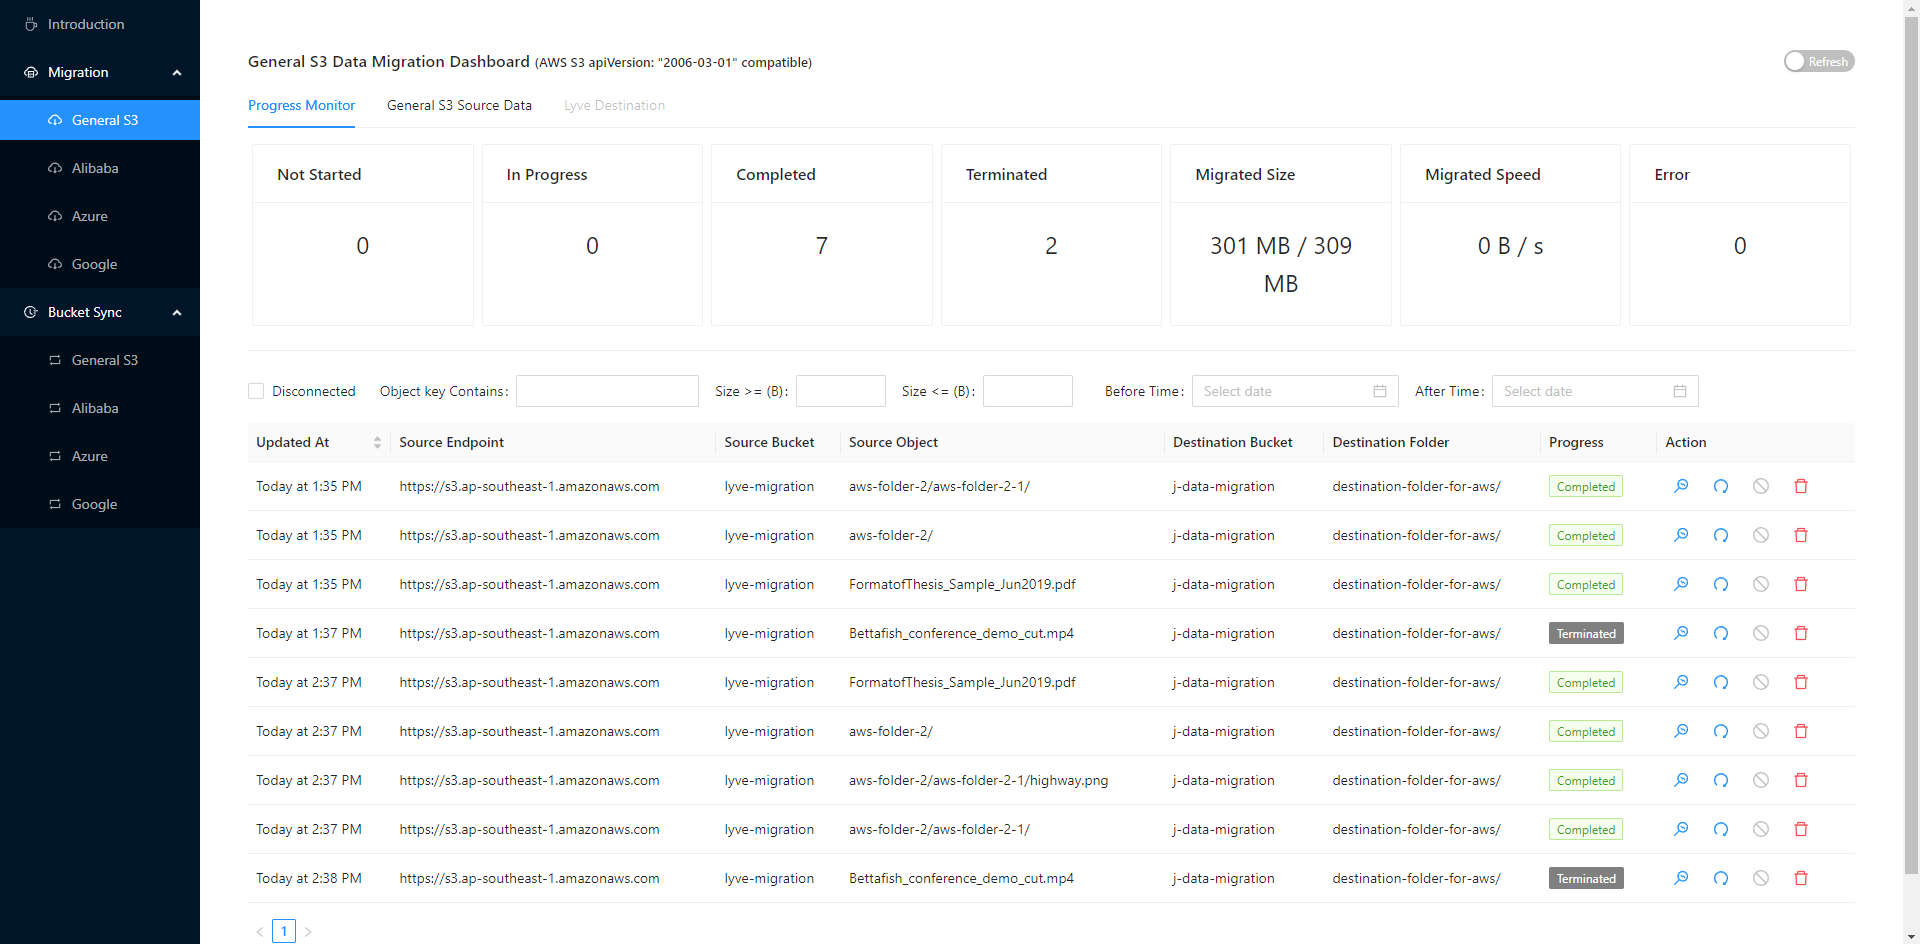 Introduction
Migration
General S3
Alibaba
Azure
Google
Bucket Sync
General S3
Alibaba
Azure
Google
General S3 Data Migration Dashboard (AWS S3 apiVersion: "2006-03-01" compatible)
Refresh
Progress Monitor General S3 Source Data Lyve Destination
Not Started In Progress Completed Terminated Migrated Size Migrated Speed Error
0 0 7 2 301 MB / 309 0 B / s 0
MB
Disconnected Object key Contains: Size >= (B): Size <= (B): Before Time: Select date After Time: Select date
Updated At Source Endpoint Source Bucket Source Object Destination Bucket Destination Folder Progress Action
Today at 1:35 PM https://s3.ap-southeast-1.amazonaws.com lyve-migration aws-folder-2/aws-folder-2-1/ j-data-migration destination-folder-for-aws/ Completed
Today at 1:35 PM https://s3.ap-southeast-1.amazonaws.com lyve-migration aws-folder-2/ j-data-migration destination-folder-for-aws/ Completed
Today at 1:35 PM https://s3.ap-southeast-1.amazonaws.com lyve-migration FormatofThesis_Sample_Jun2019.pdf j-data-migration destination-folder-for-aws/ Completed
Today at 1:37 PM https://s3.ap-southeast-1.amazonaws.com lyve-migration Bettafish_conference_demo_cut.mp4 j-data-migration destination-folder-for-aws/ Terminated
Today at 2:37 PM https://s3.ap-southeast-1.amazonaws.com lyve-migration FormatofThesis_Sample_Jun2019.pdf j-data-migration destination-folder-for-aws/ Completed
Today at 2:37 PM https://s3.ap-southeast-1.amazonaws.com lyve-migration aws-folder-2/ j-data-migration destination-folder-for-aws/ Completed
Today at 2:37 PM https://s3.ap-southeast-1.amazonaws.com lyve-migration aws-folder-2/aws-folder-2-1/highway.png j-data-migration destination-folder-for-aws/ Completed
Today at 2:37 PM https://s3.ap-southeast-1.amazonaws.com lyve-migration aws-folder-2/aws-folder-2-1/ j-data-migration destination-folder-for-aws/ Completed
Today at 2:38 PM https://s3.ap-southeast-1.amazonaws.com lyve-migration Bettafish_conference_demo_cut.mp4 j-data-migration destination-folder-for-aws/ Terminated
< 1 >